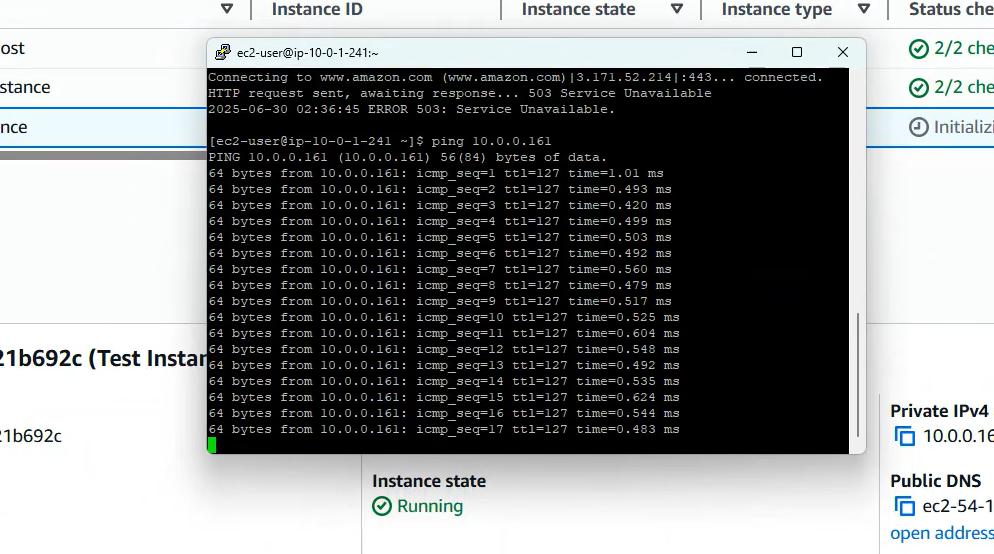 Instance ID Instance state Instance type Status che
ost 2/2 che
stance 2/2 che
nce Initializi
ec2-user@ip-10-0-1-241:~
Connecting to www.amazon.com (www.amazon.com)|3.171.52.214|:443... connected.
HTTP request sent, awaiting response... 503 Service Unavailable
2025-06-30 02:36:45 ERROR 503: Service Unavailable.
[ec2-user@ip-10-0-1-241 ~]$ ping 10.0.0.161
PING 10.0.0.161 (10.0.0.161) 56(84) bytes of data.
64 bytes from 10.0.0.161: icmp_seq=1 ttl=127 time=1.01 ms
64 bytes from 10.0.0.161: icmp_seq=2 ttl=127 time=0.493 ms
64 bytes from 10.0.0.161: icmp_seq=3 ttl=127 time=0.420 ms
64 bytes from 10.0.0.161: icmp_seq=4 ttl=127 time=0.499 ms
64 bytes from 10.0.0.161: icmp_seq=5 ttl=127 time=0.503 ms
64 bytes from 10.0.0.161: icmp_seq=6 ttl=127 time=0.492 ms
64 bytes from 10.0.0.161: icmp_seq=7 ttl=127 time=0.560 ms
64 bytes from 10.0.0.161: icmp_seq=8 ttl=127 time=0.479 ms
64 bytes from 10.0.0.161: icmp_seq=9 ttl=127 time=0.517 ms
64 bytes from 10.0.0.161: icmp_seq=10 ttl=127 time=0.525 ms
64 bytes from 10.0.0.161: icmp_seq=11 ttl=127 time=0.604 ms
64 bytes from 10.0.0.161: icmp_seq=12 ttl=127 time=0.548 ms
64 bytes from 10.0.0.161: icmp_seq=13 ttl=127 time=0.492 ms
64 bytes from 10.0.0.161: icmp_seq=14 ttl=127 time=0.535 ms
64 bytes from 10.0.0.161: icmp_seq=15 ttl=127 time=0.624 ms
64 bytes from 10.0.0.161: icmp_seq=16 ttl=127 time=0.544 ms
64 bytes from 10.0.0.161: icmp_seq=17 ttl=127 time=0.483 ms
21b692c (Test Instan
21b692c
Instance state
Running
Private IPv4
10.0.0.16
Public DNS
ec2-54-1
open address